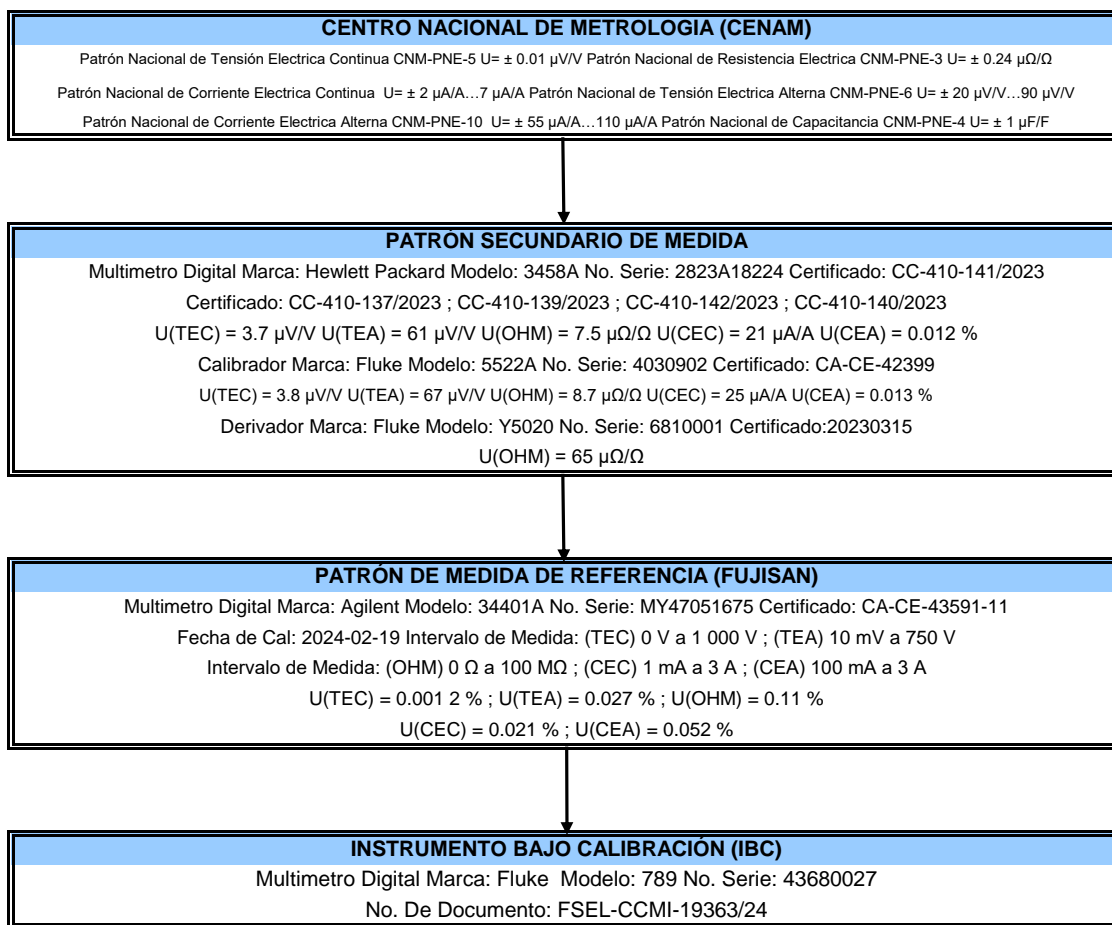 CENTRO NACIONAL DE METROLOGIA (CENAM)
Patrón Nacional de Tensión Electrica Continua CNM-PNE-5 U= ± 0.01 µV/V Patrón Nacional de Resistencia Electrica CNM-PNE-3 U= ± 0.24 µΩ/Ω
Patrón Nacional de Corriente Electrica Continua  U= ± 2 µA/A…7 µA/A Patrón Nacional de Tensión Electrica Alterna CNM-PNE-6 U= ± 20 µV/V…90 µV/V
Patrón Nacional de Corriente Electrica Alterna CNM-PNE-10  U= ± 55 µA/A…110 µA/A Patrón Nacional de Capacitancia CNM-PNE-4 U= ± 1 µF/F
PATRÓN SECUNDARIO DE MEDIDA
Multimetro Digital Marca: Hewlett Packard Modelo: 3458A No. Serie: 2823A18224 Certificado: CC-410-141/2023
Certificado: CC-410-137/2023 ; CC-410-139/2023 ; CC-410-142/2023 ; CC-410-140/2023
U(TEC) = 3.7 µV/V U(TEA) = 61 µV/V U(OHM) = 7.5 µΩ/Ω U(CEC) = 21 µA/A U(CEA) = 0.012 %
Calibrador Marca: Fluke Modelo: 5522A No. Serie: 4030902 Certificado: CA-CE-42399
U(TEC) = 3.8 µV/V U(TEA) = 67 µV/V U(OHM) = 8.7 µΩ/Ω U(CEC) = 25 µA/A U(CEA) = 0.013 %
Derivador Marca: Fluke Modelo: Y5020 No. Serie: 6810001 Certificado:20230315
U(OHM) = 65 µΩ/Ω
PATRÓN DE MEDIDA DE REFERENCIA (FUJISAN)
Multimetro Digital Marca: Agilent Modelo: 34401A No. Serie: MY47051675 Certificado: CA-CE-43591-11
Fecha de Cal: 2024-02-19 Intervalo de Medida: (TEC) 0 V a 1 000 V ; (TEA) 10 mV a 750 V
Intervalo de Medida: (OHM) 0 Ω a 100 MΩ ; (CEC) 1 mA a 3 A ; (CEA) 100 mA a 3 A
U(TEC) = 0.001 2 % ; U(TEA) = 0.027 % ; U(OHM) = 0.11 %
U(CEC) = 0.021 % ; U(CEA) = 0.052 %
INSTRUMENTO BAJO CALIBRACIÓN (IBC)
Multimetro Digital Marca: Fluke  Modelo: 789 No. Serie: 43680027
No. De Documento: FSEL-CCMI-19363/24